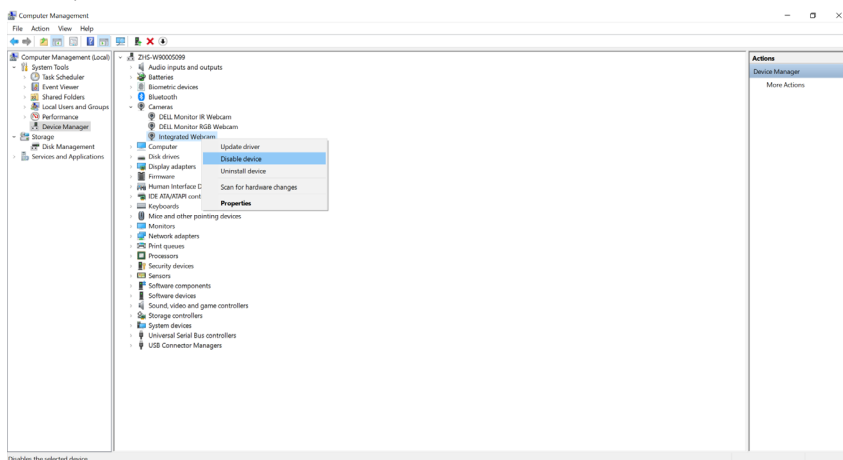 Computer Management
File Action View Help
Computer Management (Local)
System Tools
Task Scheduler
Event Viewer
Shared Folders
Local Users and Groups
Performance
Device Manager
Storage
Disk Management
Services and Applications
ZHS-W90005099
Audio inputs and outputs
Batteries
Biometric devices
Bluetooth
Cameras
DELL Monitor IR Webcam
DELL Monitor RGB Webcam
Integrated Webcam
Computer
Disk drives
Display adapters
Firmware
Human Interface D
IDE ATA/ATAPI cont
Keyboards
Mice and other pointing devices
Monitors
Network adapters
Print queues
Processors
Security devices
Sensors
Software components
Software devices
Sound, video and game controllers
Storage controllers
System devices
Universal Serial Bus controllers
USB Connector Managers
Update driver
Disable device
Uninstall device
Scan for hardware changes
Properties
Actions
Device Manager
More Actions
Disables the selected device.